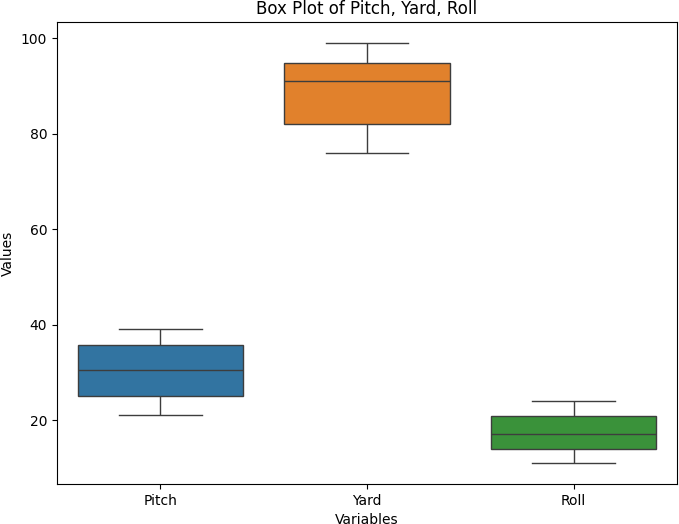 Box Plot of Pitch, Yard, Roll
100
80
60
40
20
Values
Pitch Yard Roll
Variables